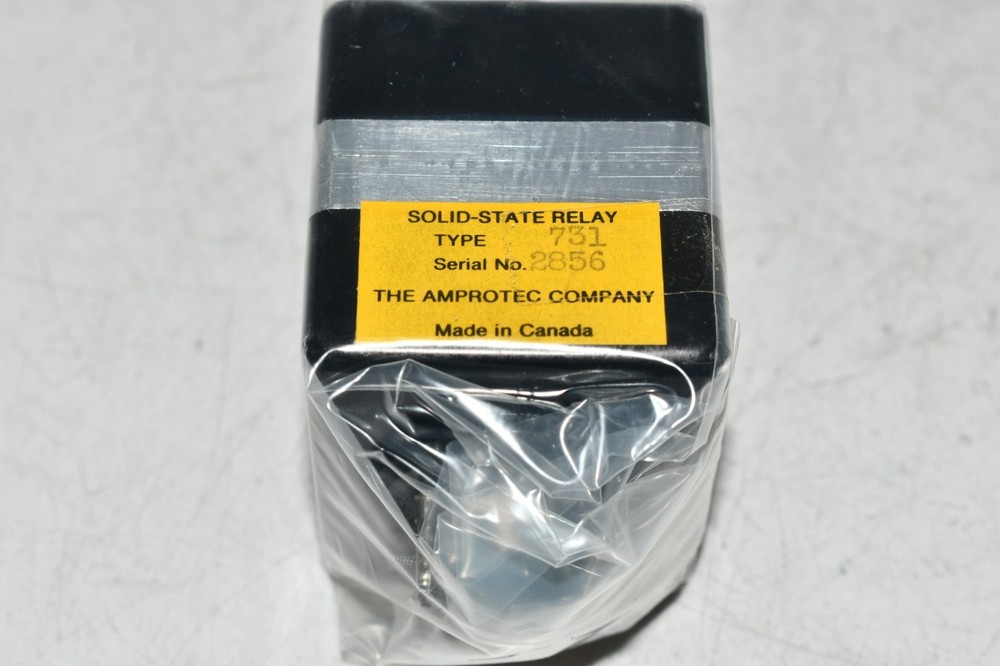 SOLID-STATE RELAY
TYPE 731
Serial No. 2856
THE AMPROTEC COMPANY
Made in Canada